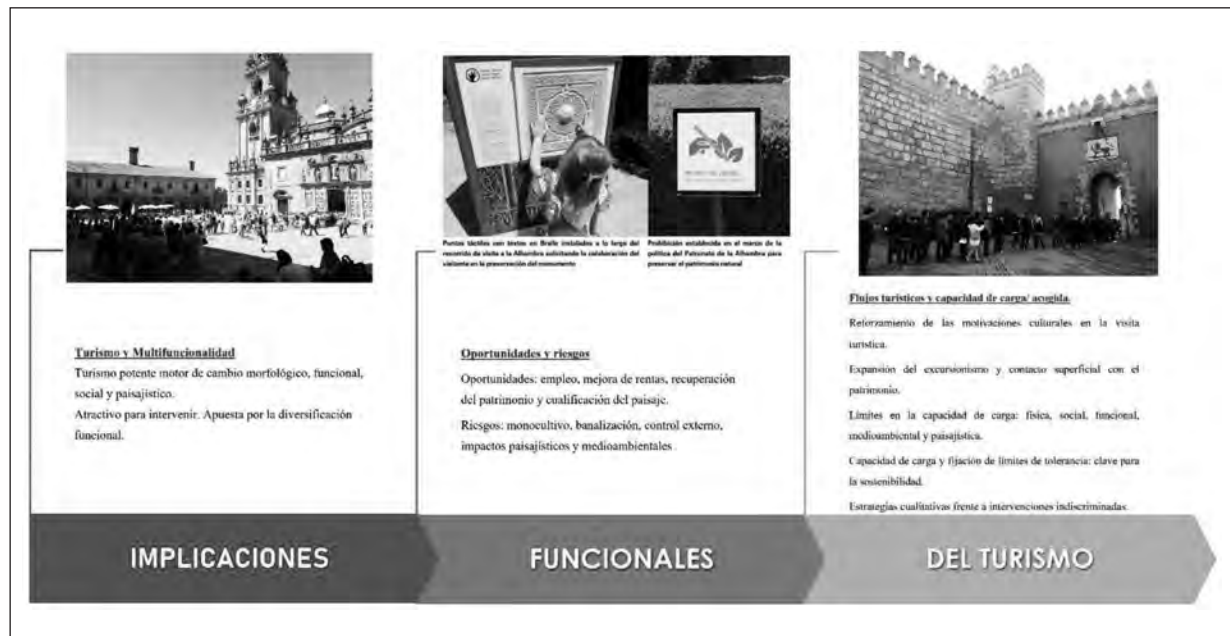 Puntos táctiles con textos en Braile instalados a lo largo del
recorrido de visita a la Alhambra solicitando la colaboración del
visitante en la preservación del monumento
Prohibición establecida en el marco de la
política del Patronato de la Alhambra para
preservar el patrimonio natural
Turismo y Multifuncionalidad
Turismo potente motor de cambio morfológico, funcional,
social y paisajístico.
Atractivo para intervenir. Apuesta por la diversificación
funcional.
Oportunidades y riesgos
Oportunidades: empleo, mejora de rentas, recuperación
del patrimonio y cualificación del paisaje.
Riesgos: monocultivo, banalización, control externo,
impactos paisajísticos y medioambientales
Flujos turísticos y capacidad de carga/ acogida.
Reforzamiento de las motivaciones culturales en la visita
turística.
Expansión del excursionismo y contacto superficial con el
patrimonio.
Límites en la capacidad de carga: física, social, funcional,
medioambiental y paisajística.
Capacidad de carga y fijación de límites de tolerancia: clave para
la sostenibilidad.
Estrategias cualitativas frente a intervenciones indiscriminadas.
IMPLICACIONES
FUNCIONALES
DEL TURISMO